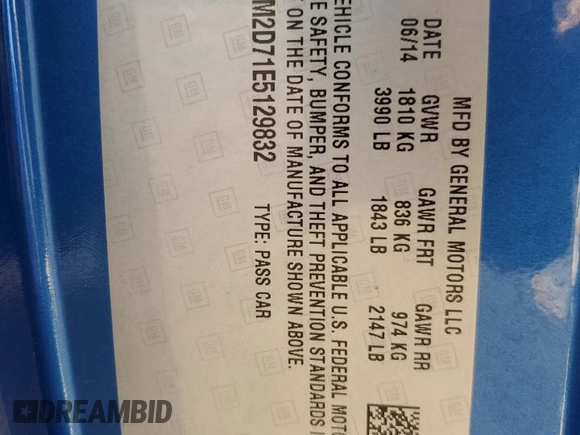 MFD BY GENERAL MOTORS LLC
DATE GVWR GAWR FRT GAWR RR
06/14 1810 KG 836 KG 974 KG
3990 LB 1843 LB 2147 LB
EHICLE CONFORMS TO ALL APPLICABLE U.S. FEDERAL MOTO
E SAFETY, BUMPER, AND THEFT PREVENTION STANDARDS I
ON THE DATE OF MANUFACTURE SHOWN ABOVE.
M2D71E5129832 TYPE: PASS CAR
DREAMBID